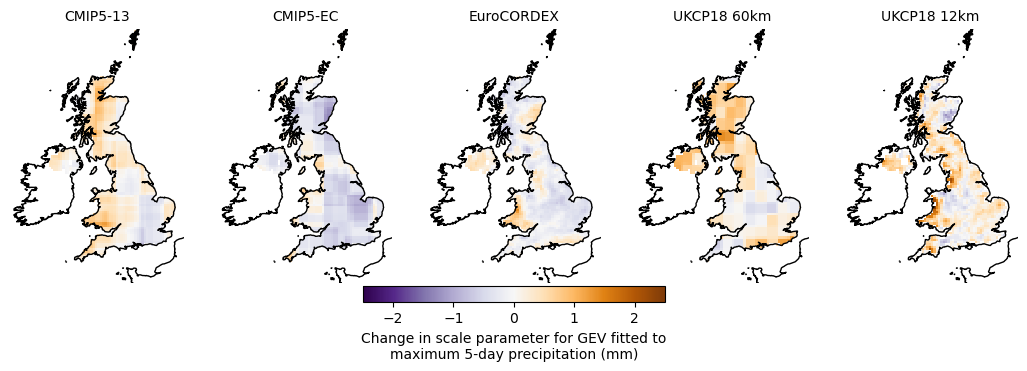 CMIP5-13 CMIP5-EC EuroCORDEX UKCP18 60km UKCP18 12km
−2 −1 0 1 2
Change in scale parameter for GEV fitted to
maximum 5-day precipitation (mm)